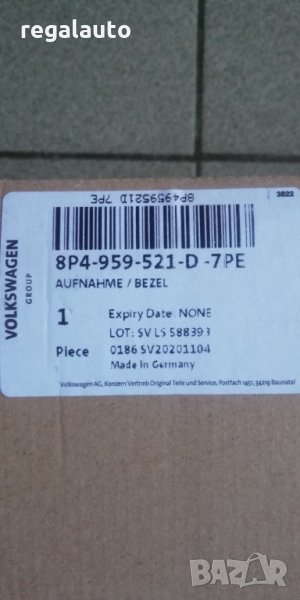 regalauto
8P4959521D 7PE
3822
VOLKSWAGEN
GROUP
8P4-959-521-D -7PE
AUFNAHME / BEZEL
1 Expiry Date: NONE
LOT: SV LS 588393
Piece 0186 SV20201104
Made in Germany
Volkswagen AG, Konzern Vertrieb Original Teile und Service, Postfach 1451, 34219 Baunatal
BAZAR
bg